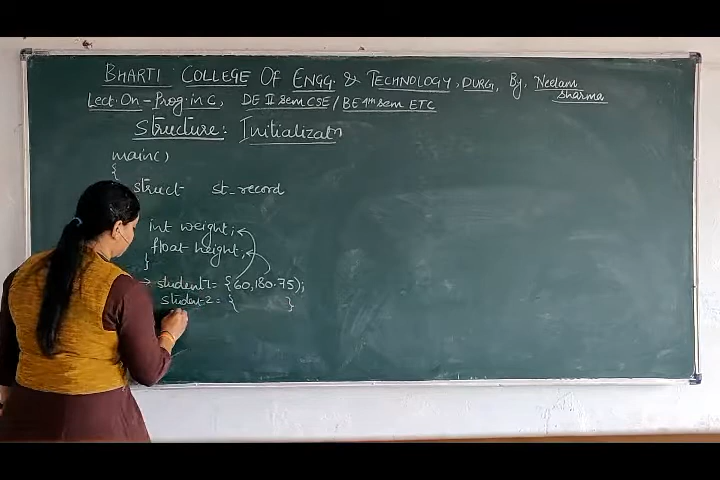 BHARTI COLLEGE OF ENGG. & TECHNOLOGY, DURG, By, Neelam Sharma
Lect. On - Prog. in C, DE II sem CSE / BE 4th sem ETC
Structure: Initializatn
main()
{
struct st_record
int weight;
float height;
}
→ student1 = {60, 180.75);
student2 = { }